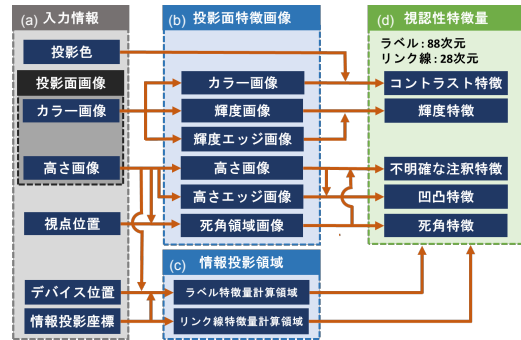 (a) 入力情報
投影色
投影面画像
カラー画像
高さ画像
視点位置
デバイス位置
情報投影座標
(b) 投影面特徴画像
カラー画像
輝度画像
輝度エッジ画像
高さ画像
高さエッジ画像
死角領域画像
(c) 情報投影領域
ラベル特徴量計算領域
リンク線特徴量計算領域
(d) 視認性特徴量
ラベル:88次元
リンク線:28次元
コントラスト特徴
輝度特徴
不明確な注釈特徴
凹凸特徴
死角特徴